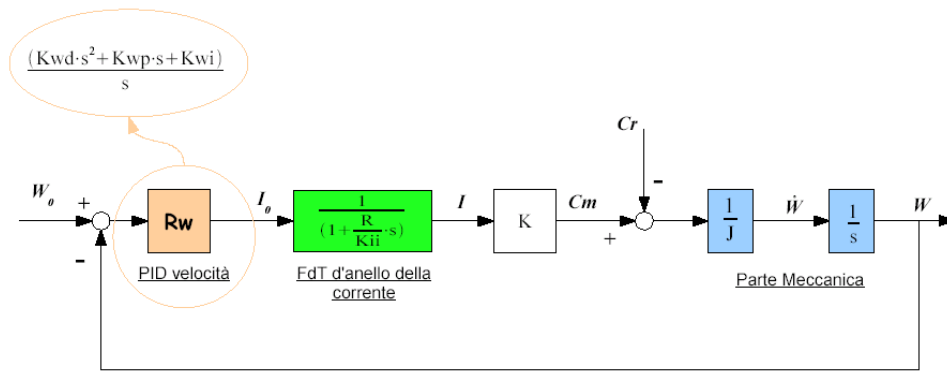 (Kwd·s²+Kwp·s+Kwi)
s
Cr
-
W₀
+
-
Rw
I₀
1
(1+R/Kii·s)
I
K
Cm
+
1
J
Ẇ
1
s
W
PID velocità
FdT d'anello della
corrente
Parte Meccanica